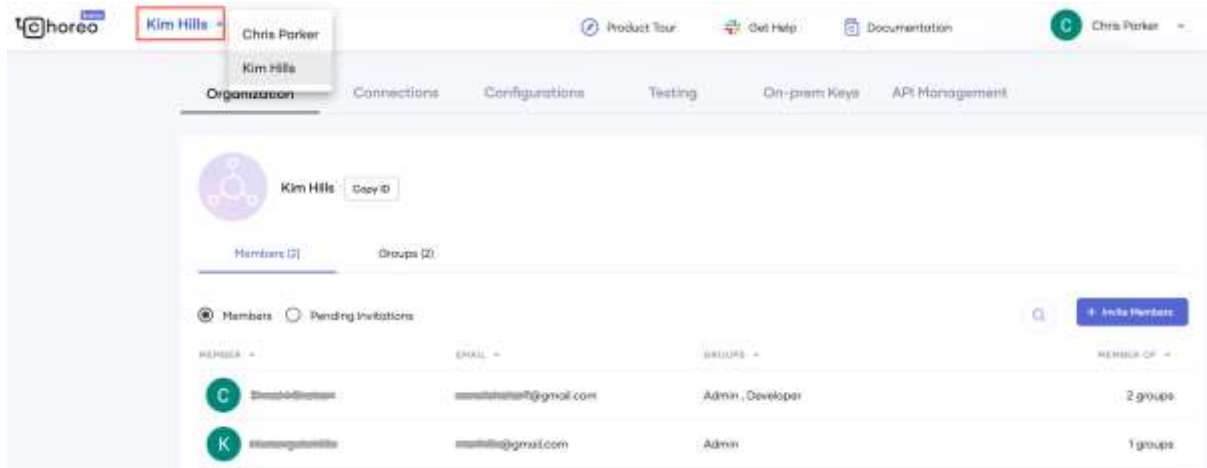 Choreo
Kim Hills
Chris Parker
Kim Hills
Product Tour
Get Help
Documentation
C
Chris Parker
Organization
Connections
Configurations
Testing
On-prem Keys
API Management
Kim Hills
Copy ID
Members (2)
Groups (2)
Members
Pending Invitations
+ Invite Members
MEMBER
EMAIL
GROUPS
MEMBER OF
C
@gmail.com
Admin , Developer
2 groups
K
@gmail.com
Admin
1 groups